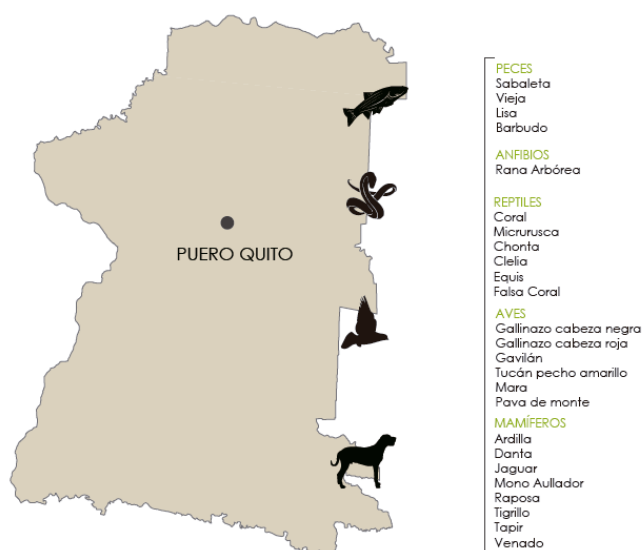 PUERO QUITO
PECES
Sabaleta
Vieja
Lisa
Barbudo
ANFIBIOS
Rana Arbórea
REPTILES
Coral
Micrurusca
Chonta
Clelia
Equis
Falsa Coral
AVES
Gallinazo cabeza negra
Gallinazo cabeza roja
Gavilán
Tucán pecho amarillo
Mara
Pava de monte
MAMÍFEROS
Ardilla
Danta
Jaguar
Mono Aullador
Raposa
Tigrillo
Tapir
Venado